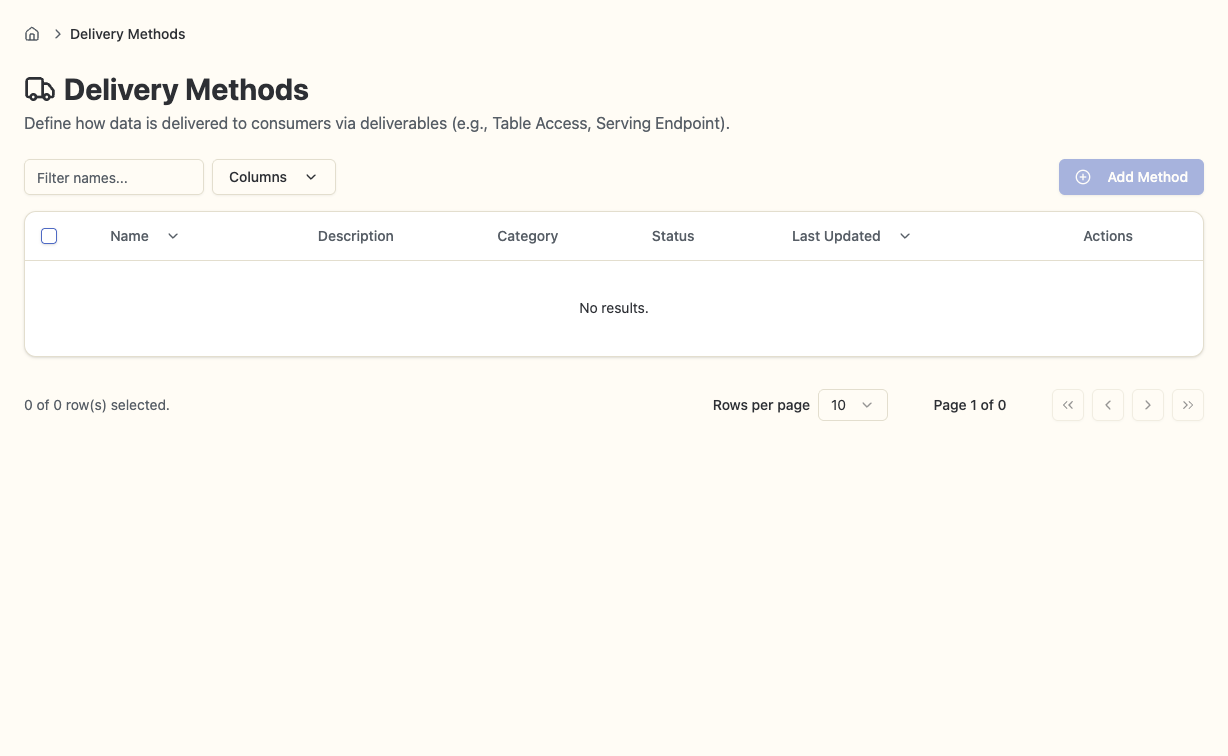 Delivery Methods
Delivery Methods
Define how data is delivered to consumers via deliverables (e.g., Table Access, Serving Endpoint).
Filter names... Columns Add Method
Name Description Category Status Last Updated Actions
No results.
0 of 0 row(s) selected. Rows per page 10 Page 1 of 0